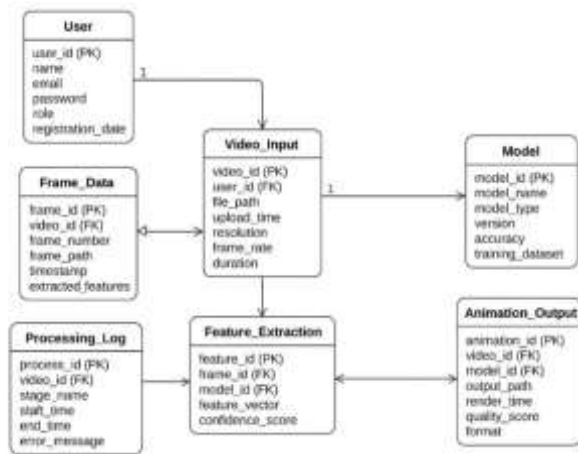 User
user_id (PK)
name
email
password
role
registration_date
1
Video_Input
video_id (PK)
user_id (FK)
file_path
upload_time
resolution
frame_rate
duration
1
Model
model_id (PK)
model_name
model_type
version
accuracy
training_dataset
Frame_Data
frame_id (PK)
video_id (FK)
frame_number
frame_path
timestamp
extracted_features
Processing_Log
process_id (PK)
video_id (FK)
stage_name
start_time
end_time
error_message
Feature_Extraction
feature_id (PK)
frame_id (FK)
model_id (FK)
feature_vector
confidence_score
Animation_Output
animation_id (PK)
video_id (FK)
model_id (FK)
output_path
render_time
quality_score
format